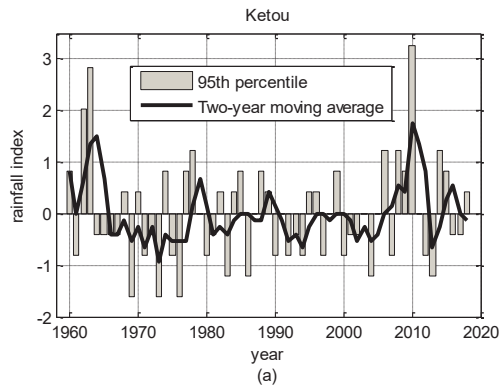 Ketou
3
2
1
0
-1
-2
rainfall index
95th percentile
Two-year moving average
1960 1970 1980 1990 2000 2010 2020
year
(a)